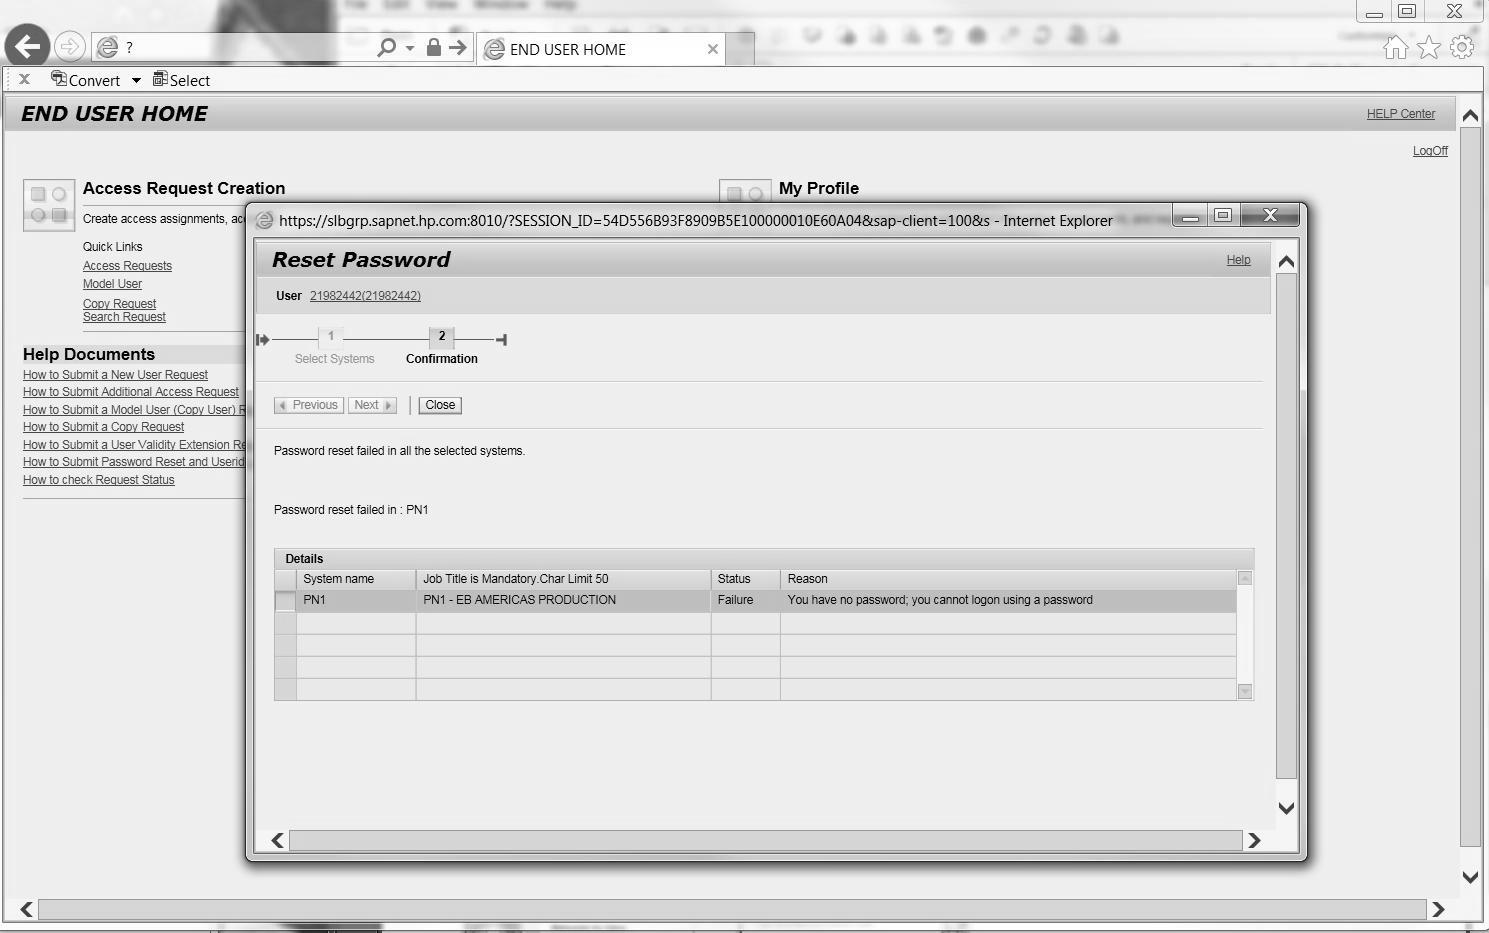 File Edit View Window Help
?
END USER HOME
Convert Select
END USER HOME
HELP Center
LogOff
Access Request Creation
My Profile
Create access assignments, acc
Quick Links
Access Requests
Model User
Copy Request
Search Request
Help Documents
How to Submit a New User Request
How to Submit Additional Access Request
How to Submit a Model User (Copy User) R
How to Submit a Copy Request
How to Submit a User Validity Extension Re
How to Submit Password Reset and Userid
How to check Request Status
https://slbgrp.sapnet.hp.com:8010/?SESSION_ID=54D556B93F8909B5E100000010E60A04&sap-client=100&s - Internet Explorer
Reset Password
Help
User 21982442(21982442)
1 2
Select Systems Confirmation
Previous Next Close
Password reset failed in all the selected systems.
Password reset failed in : PN1
Details
System name Job Title is Mandatory.Char Limit 50 Status Reason
PN1 PN1 - EB AMERICAS PRODUCTION Failure You have no password; you cannot logon using a password